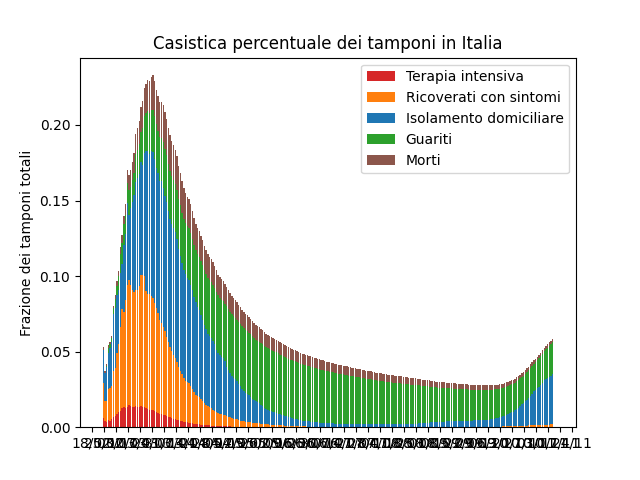 Casistica percentuale dei tamponi in Italia
Terapia intensiva
Ricoverati con sintomi
Isolamento domiciliare
Guariti
Morti
Frazione dei tamponi totali
0.20
0.15
0.10
0.05
0.00